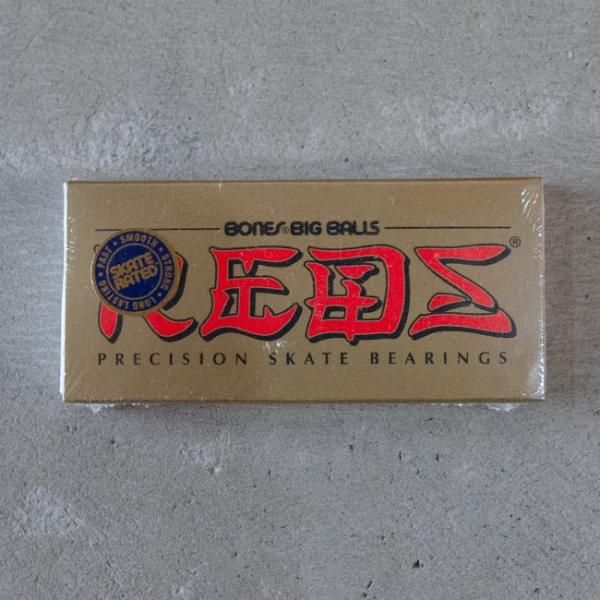 BONES® BIG BALLS
REDS®
PRECISION SKATE BEARINGS
FAST • SMOOTH • STRONG • LONG LASTING •
SKATE
RATED